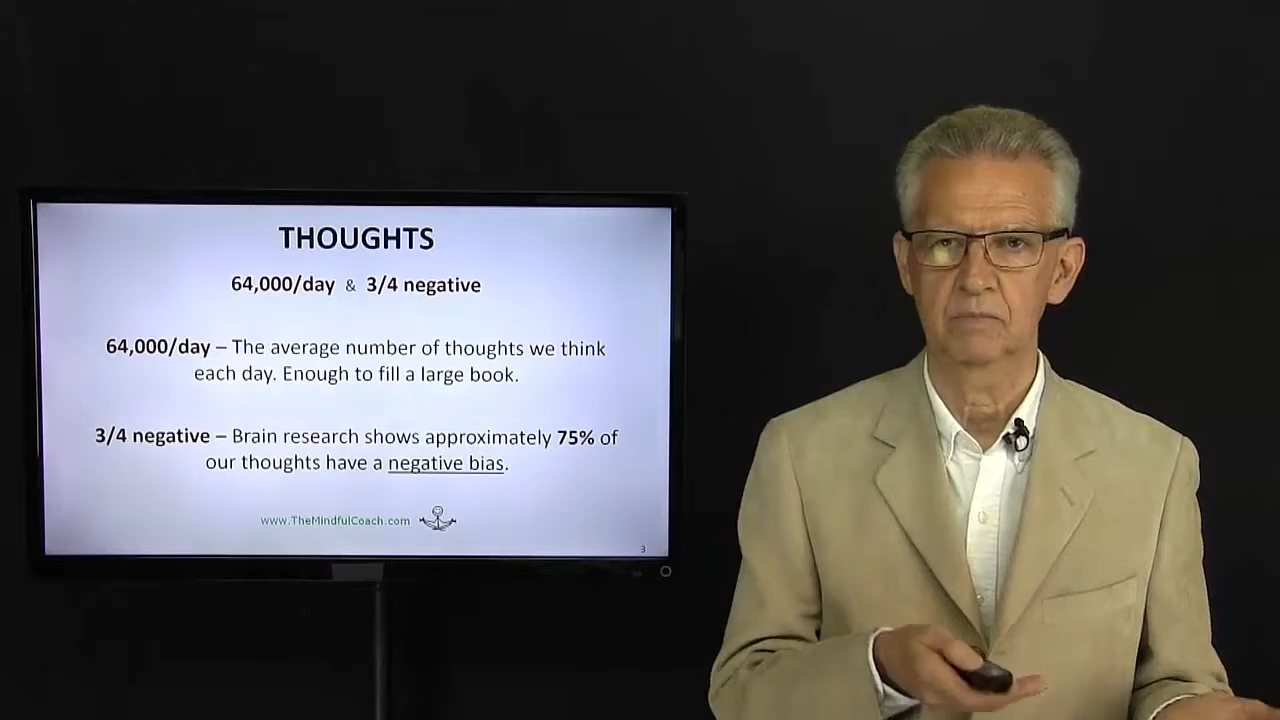 THOUGHTS
64,000/day & 3/4 negative
64,000/day – The average number of thoughts we think
each day. Enough to fill a large book.
3/4 negative – Brain research shows approximately 75% of
our thoughts have a negative bias.
www.TheMindfulCoach.com
3